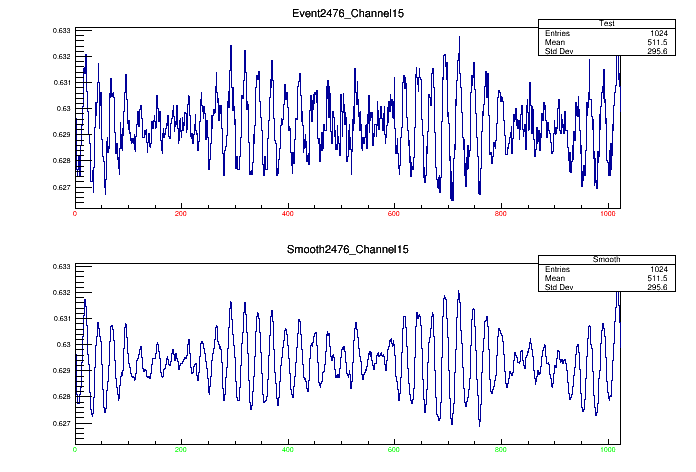 Event2476_Channel15
Test
Entries 1024
Mean 511.5
Std Dev 295.6
0.633
0.632
0.631
0.63
0.629
0.628
0.627
0 200 400 600 800 1000
Smooth2476_Channel15
Smooth
Entries 1024
Mean 511.5
Std Dev 295.6
0.633
0.632
0.631
0.63
0.629
0.628
0.627
0 200 400 600 800 1000